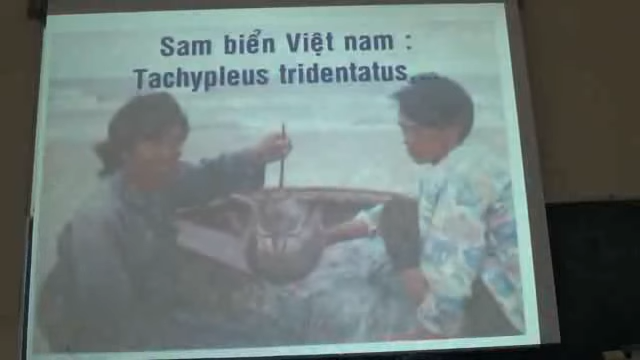 Sam biển Việt nam :
Tachypleus tridentatus,...